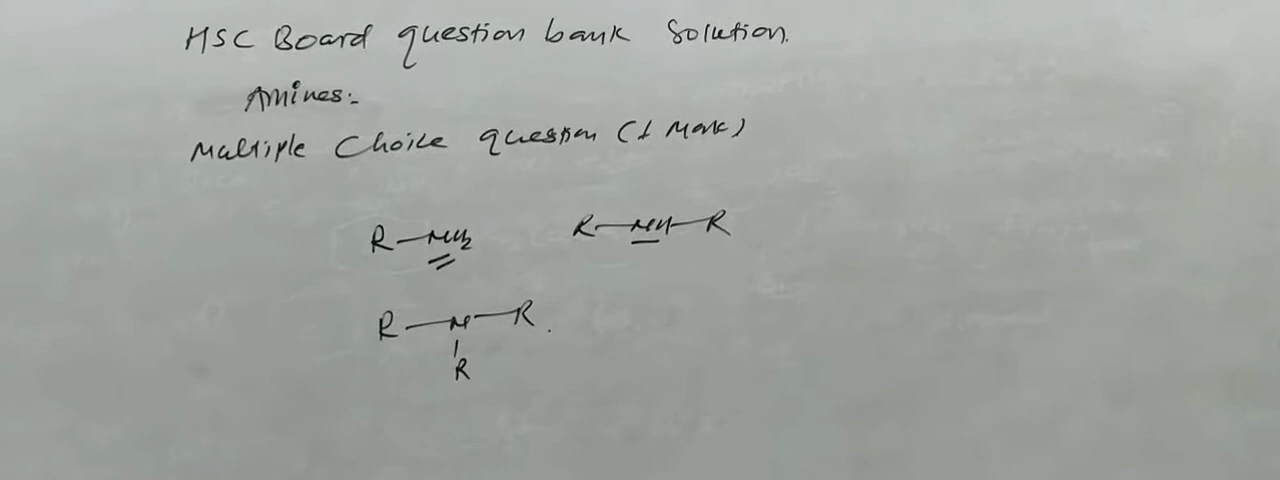 HSC Board question bank Solution.
Amines:-
Multiple Choice question (1 Mark)
R-NH2 R-NH-R
R-N-R.
|
R